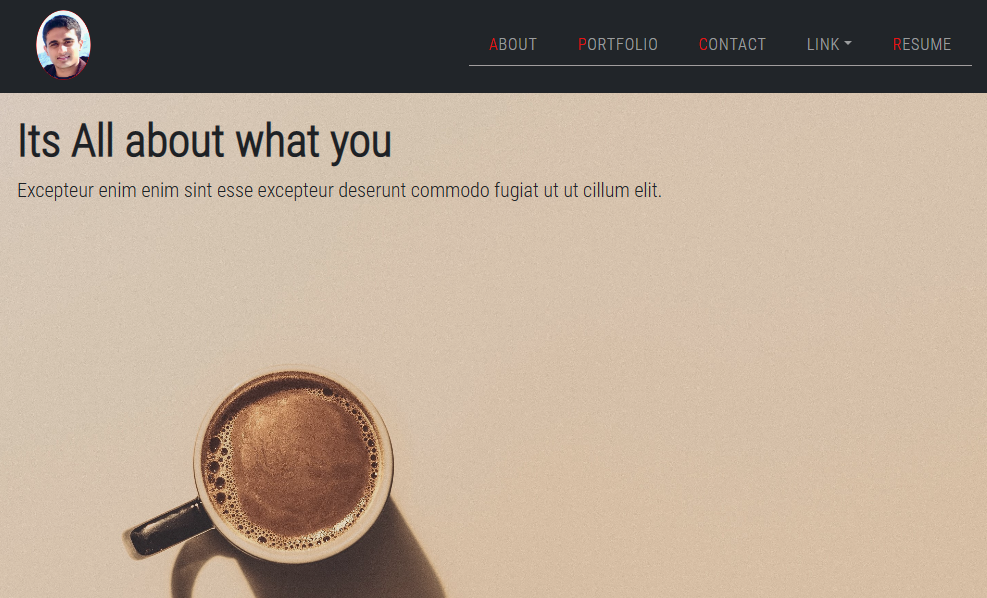 ABOUT PORTFOLIO CONTACT LINK RESUME
Its All about what you
Excepteur enim enim sint esse excepteur deserunt commodo fugiat ut ut cillum elit.